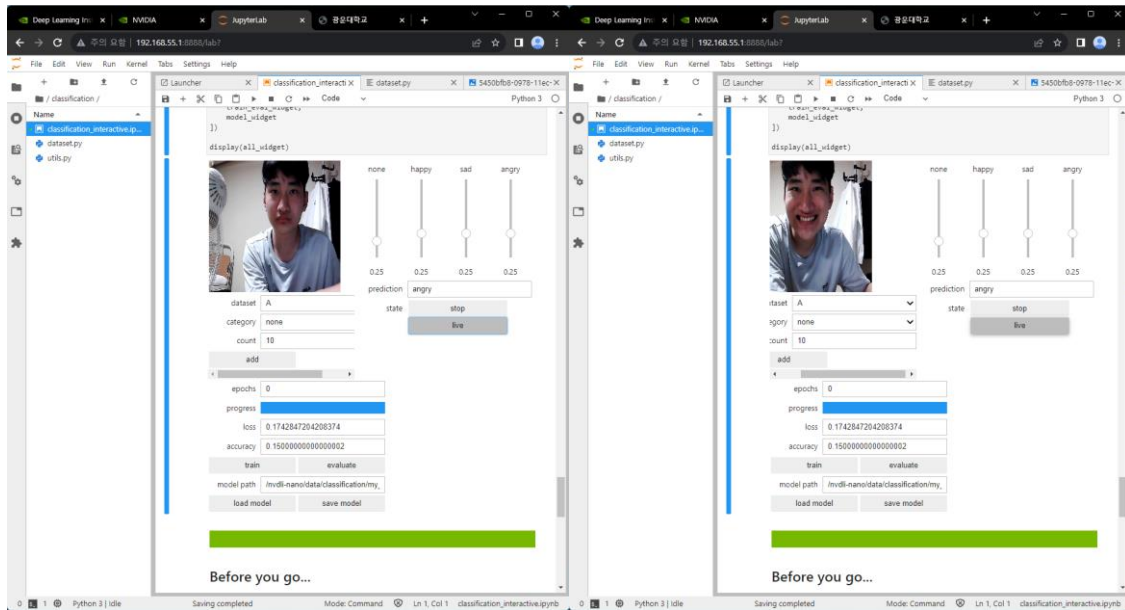 Deep Learning Ins
NVIDIA
JupyterLab
광운대학교
주의 요함 | 192.168.55.1:8888/lab?
File Edit View Run Kernel Tabs Settings Help
Launcher
classification_interacti
dataset.py
5450bfb8-0978-11ec-
/ classification /
Code
Python 3
Name
classification_interactive.ip...
dataset.py
utils.py
train_eval_widget,
model_widget
])
display(all_widget)
none happy sad angry
0.25 0.25 0.25 0.25
prediction angry
state stop
live
dataset A
category none
count 10
add
epochs 0
progress
loss 0.1742847204208374
accuracy 0.15000000000000002
train evaluate
model path /nvdli-nano/data/classification/my_
load model save model
Before you go...
0 1 Python 3 | Idle Saving completed Mode: Command Ln 1, Col 1 classification_interactive.ipynb
Deep Learning Ins
NVIDIA
JupyterLab
광운대학교
주의 요함 | 192.168.55.1:8888/lab?
File Edit View Run Kernel Tabs Settings Help
Launcher
classification_interacti
dataset.py
5450bfb8-0978-11ec-
/ classification /
Code
Python 3
Name
classification_interactive.ip...
dataset.py
utils.py
train_eval_widget,
model_widget
])
display(all_widget)
none happy sad angry
0.25 0.25 0.25 0.25
prediction angry
state stop
live
itaset A
egory none
count 10
add
epochs 0
progress
loss 0.1742847204208374
accuracy 0.15000000000000002
train evaluate
model path /nvdli-nano/data/classification/my_
load model save model
Before you go...
0 1 Python 3 | Idle Saving completed Mode: Command Ln 1, Col 1 classification_interactive.ipynb